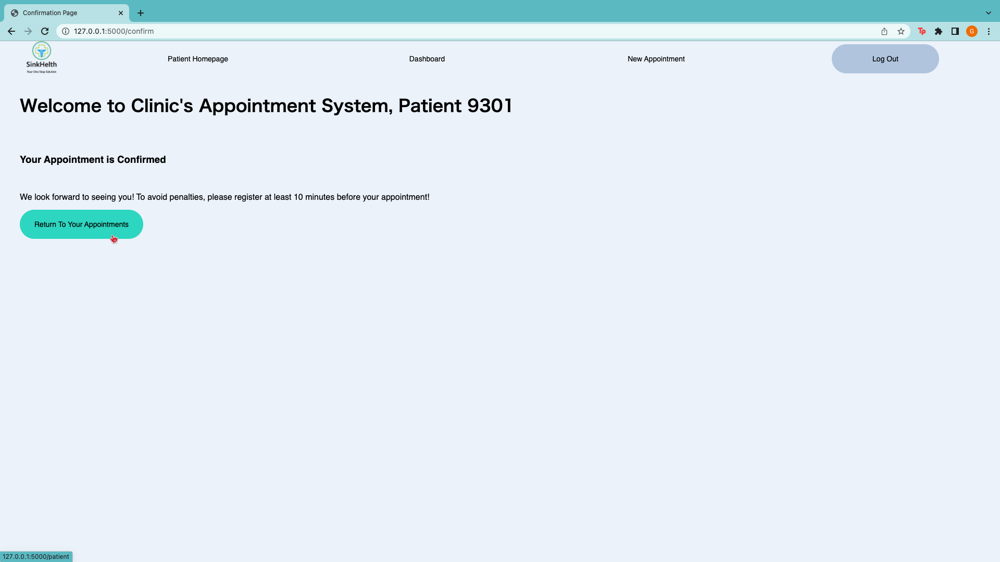 Confirmation Page
127.0.0.1:5000/confirm
Tp
G
SinkHelth
Your One Stop Solution
Patient Homepage
Dashboard
New Appointment
Log Out
Welcome to Clinic's Appointment System, Patient 9301
Your Appointment is Confirmed
We look forward to seeing you! To avoid penalties, please register at least 10 minutes before your appointment!
Return To Your Appointments
127.0.0.1:5000/patient